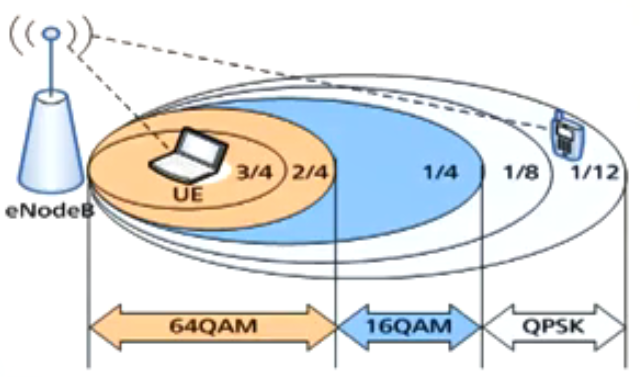 eNodeB
UE
3/4
2/4
1/4
1/8
1/12
64QAM
16QAM
QPSK